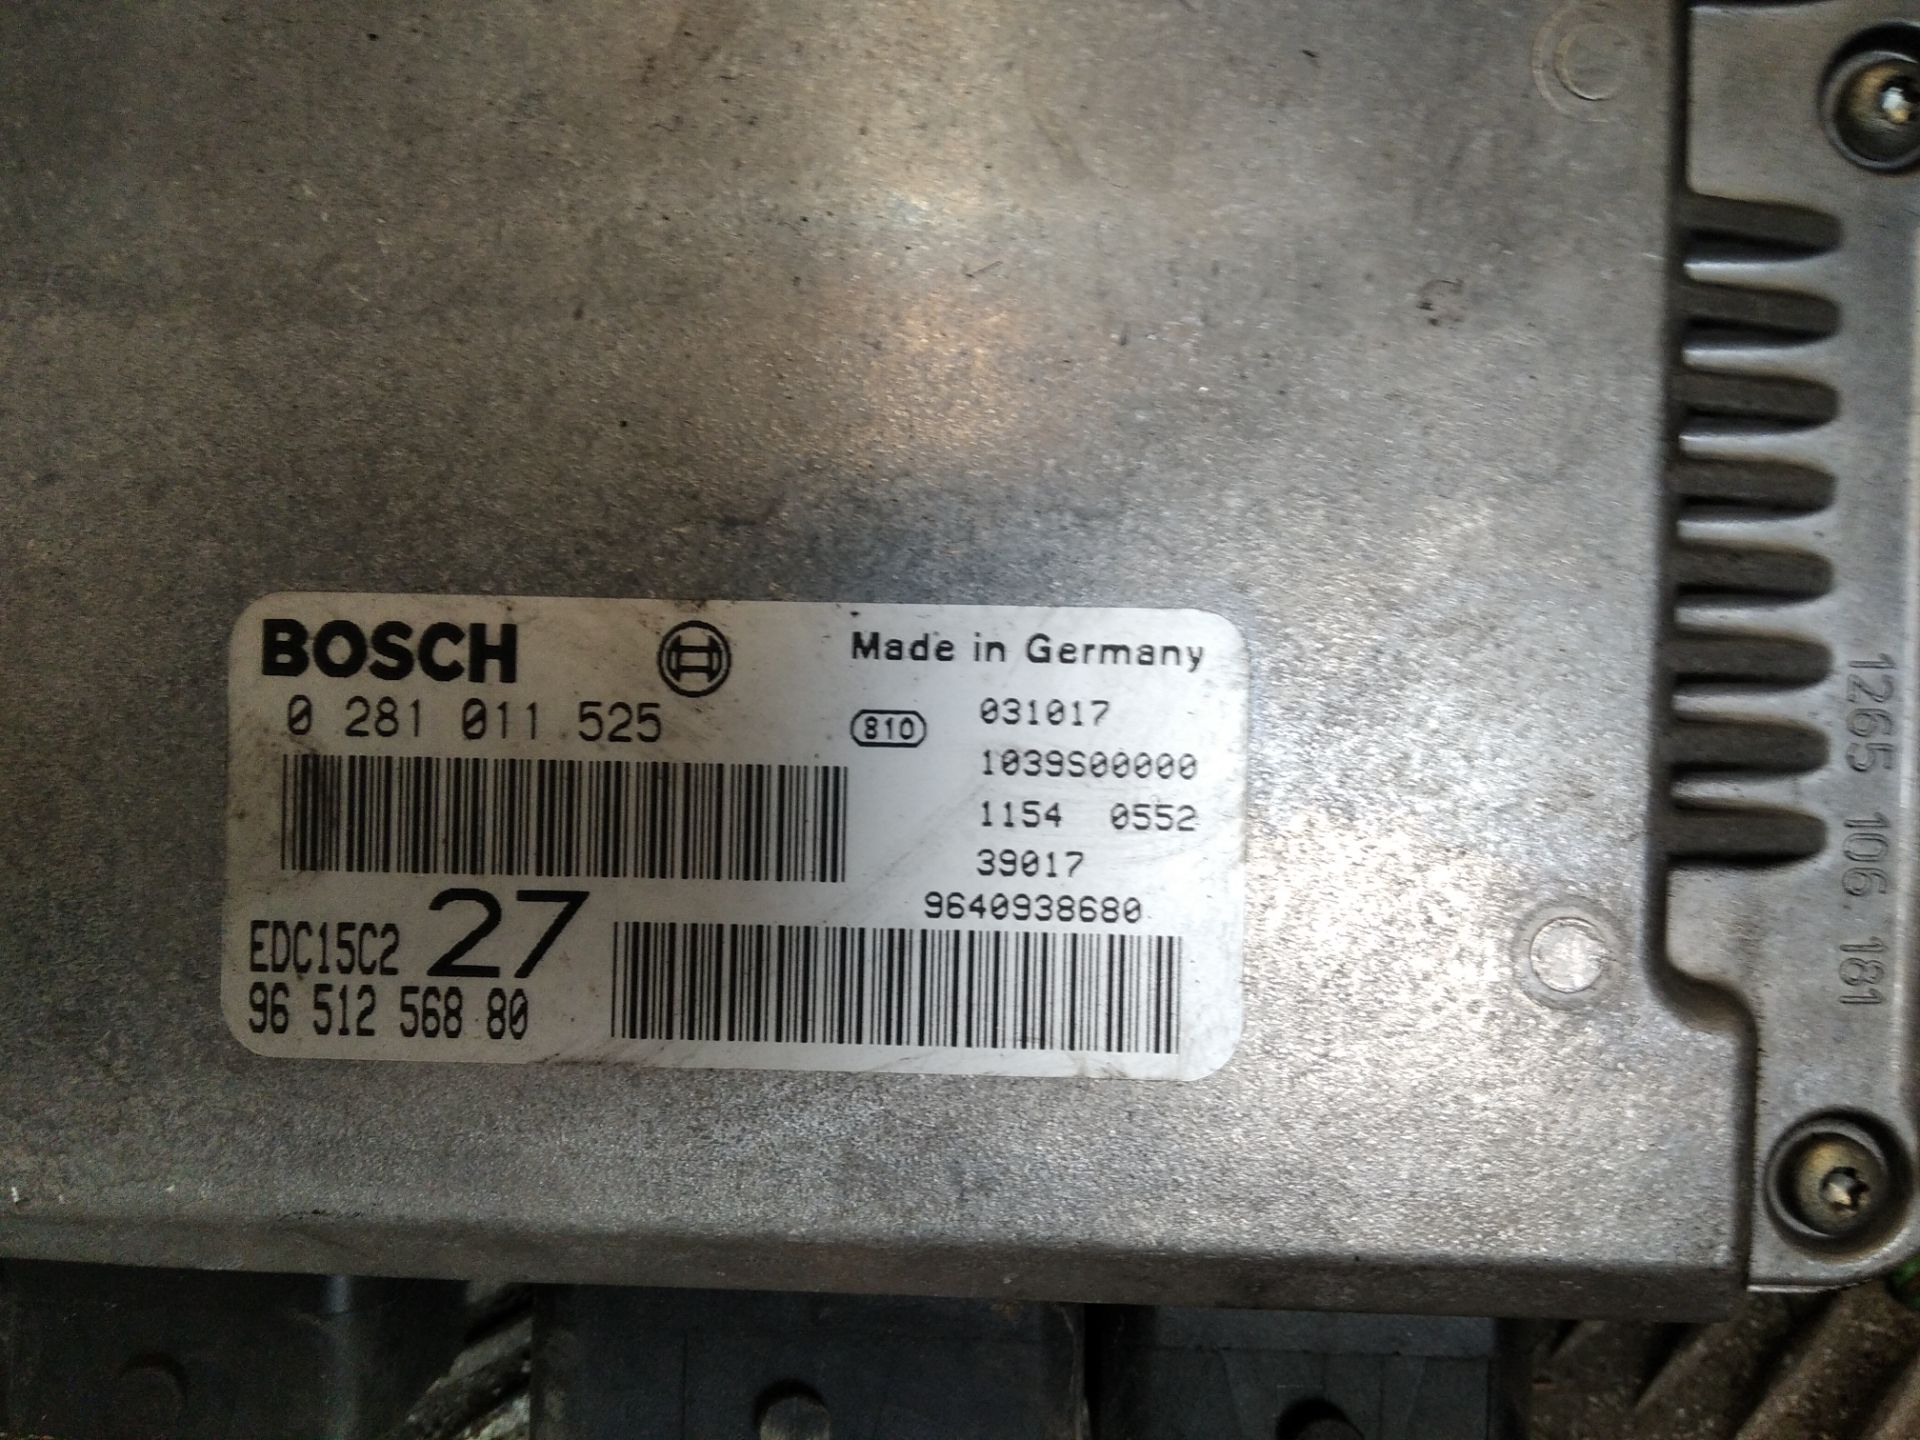 BOSCH
Made in Germany
0 281 011 525
810
031017
1039S00000
1154 0552
39017
9640938680
EDC15C2 27
96 512 568 80
1265 106 181